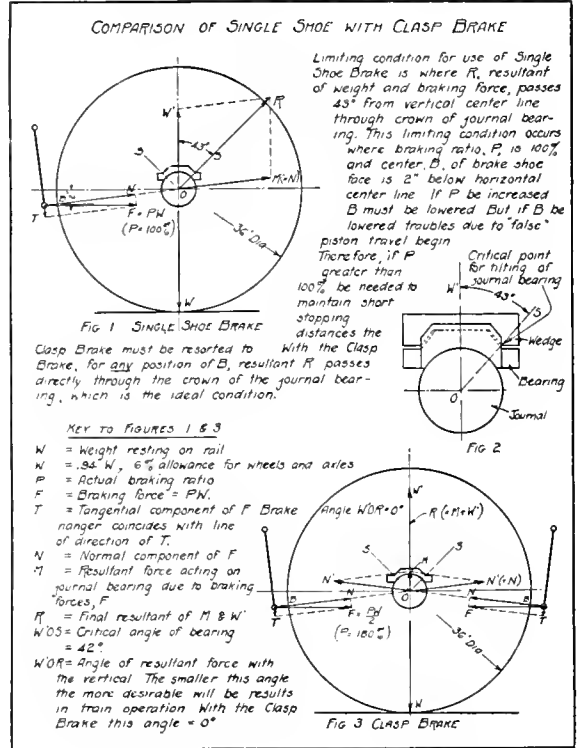 COMPARISON OF SINGLE SHOE WITH CLASP BRAKE
Limiting condition for use of Single
Shoe Brake is where R, resultant
of weight and braking force, passes
43° from vertical center line
through crown of journal bear-
ing. This limiting condition occurs
where braking ratio, P, is 100%
and center, B, of brake shoe
face is 2" below horizontal
center line If P be increased
B must be lowered But if B be
lowered troubles due to "false"
piston travel begin
Therefore, if P
greater than
100% be needed to
maintain short
stopping
distances the
Clasp Brake must be resorted to With the Clasp
Brake, for any position of B, resultant R passes
directly through the crown of the journal bear-
ing, which is the ideal condition.
W'
R
43°
S
S
O
M(=N)
N
B
2"
T
F = PW
(P=100%)
36" Dia
W
FIG 1 SINGLE SHOE BRAKE
Critical point
for tilting of
journal bearing
W'
43°
S
Wedge
Bearing
O
Journal
FIG 2
KEY TO FIGURES 1 & 3
W = Weight resting on rail
W = .94 W, 6% allowance for wheels and axles
P = Actual braking ratio
F = Braking force = PW.
T = Tangential component of F Brake
hanger coincides with line
of direction of T.
N = Normal component of F
M = Resultant force acting on
journal bearing due to braking
forces, F
R = Final resultant of M & W'
W'OS = Critical angle of bearing
= 42°.
W'OR = Angle of resultant force with
the vertical The smaller this angle
the more desirable will be results
in train operation With the Clasp
Brake this angle = 0°
Angle W'OR=0°
W'
R(=M+W')
S
M
S
N'
N'(=N)
O
N
N
B
B
T
T
F = PW/2
(P=180%)
F
36" Dia
W
FIG 3 CLASP BRAKE